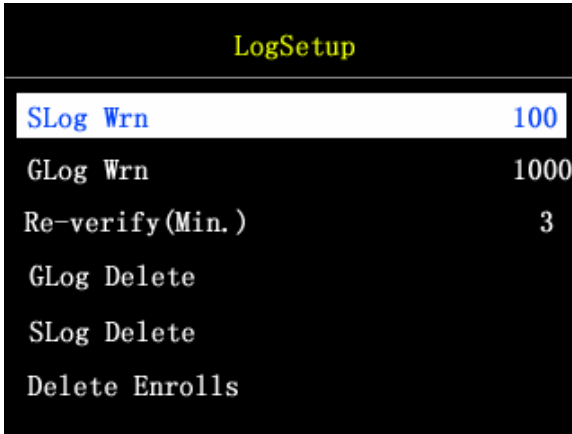 LogSetup
SLog Wrn 100
GLog Wrn 1000
Re-verify(Min.) 3
GLog Delete
SLog Delete
Delete Enrolls